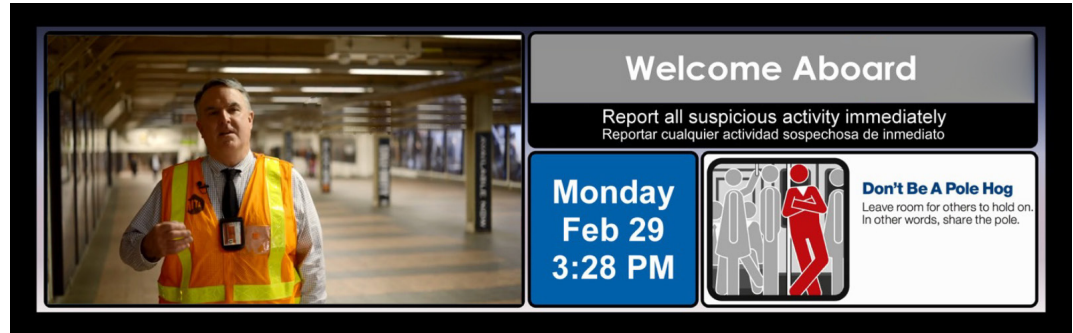 Welcome Aboard
Report all suspicious activity immediately
Reportar cualquier actividad sospechosa de inmediato
Monday
Feb 29
3:28 PM
Don't Be A Pole Hog
Leave room for others to hold on.
In other words, share the pole.